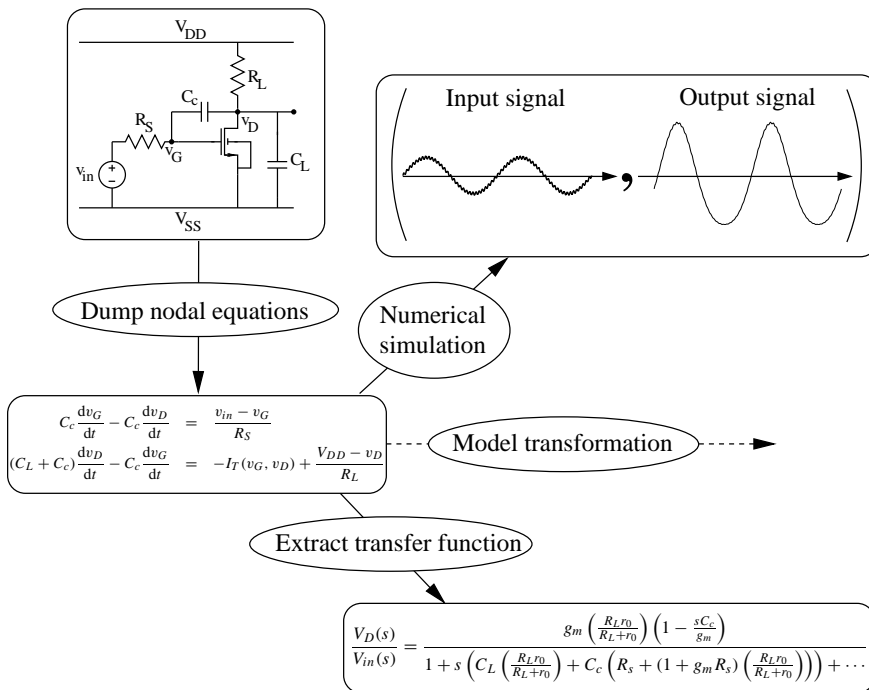 V_DD
R_L
C_c
R_S
v_D
v_G
C_L
v_in
+
−
V_SS
Input signal
Output signal
,
Dump nodal equations
Numerical
simulation
C_c dv_G/dt − C_c dv_D/dt = (v_in − v_G)/R_S
(C_L + C_c) dv_D/dt − C_c dv_G/dt = −I_T(v_G, v_D) + (V_DD − v_D)/R_L
Model transformation
Extract transfer function
V_D(s)/V_in(s) = g_m (R_L r_0/(R_L + r_0)) (1 − sC_c/g_m) / (1 + s (C_L (R_L r_0/(R_L + r_0)) + C_c (R_s + (1 + g_m R_s) (R_L r_0/(R_L + r_0)))) + ⋯